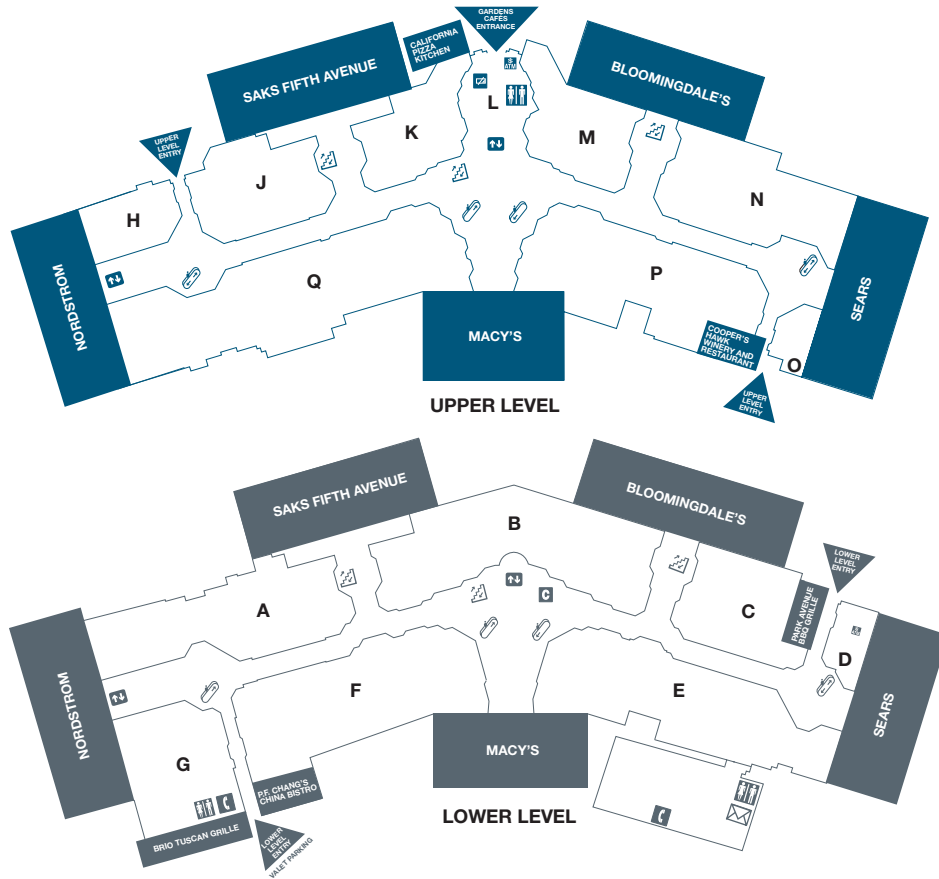 GARDENS
CAFÉS
ENTRANCE
CALIFORNIA
PIZZA
KITCHEN
SAKS FIFTH AVENUE
$
ATM
BLOOMINGDALE'S
L
K
M
UPPER
LEVEL
ENTRY
J
N
H
NORDSTROM
Q
P
SEARS
MACY'S
COOPER'S
HAWK
WINERY AND
RESTAURANT
O
UPPER
LEVEL
ENTRY
UPPER LEVEL
SAKS FIFTH AVENUE
BLOOMINGDALE'S
B
LOWER
LEVEL
ENTRY
C
A
C
PARK AVENUE
BBQ GRILLE
D
NORDSTROM
F
E
SEARS
MACY'S
G
P.F. CHANG'S
CHINA BISTRO
BRIO TUSCAN GRILLE
LOWER
LEVEL
ENTRY
VALET PARKING
LOWER LEVEL